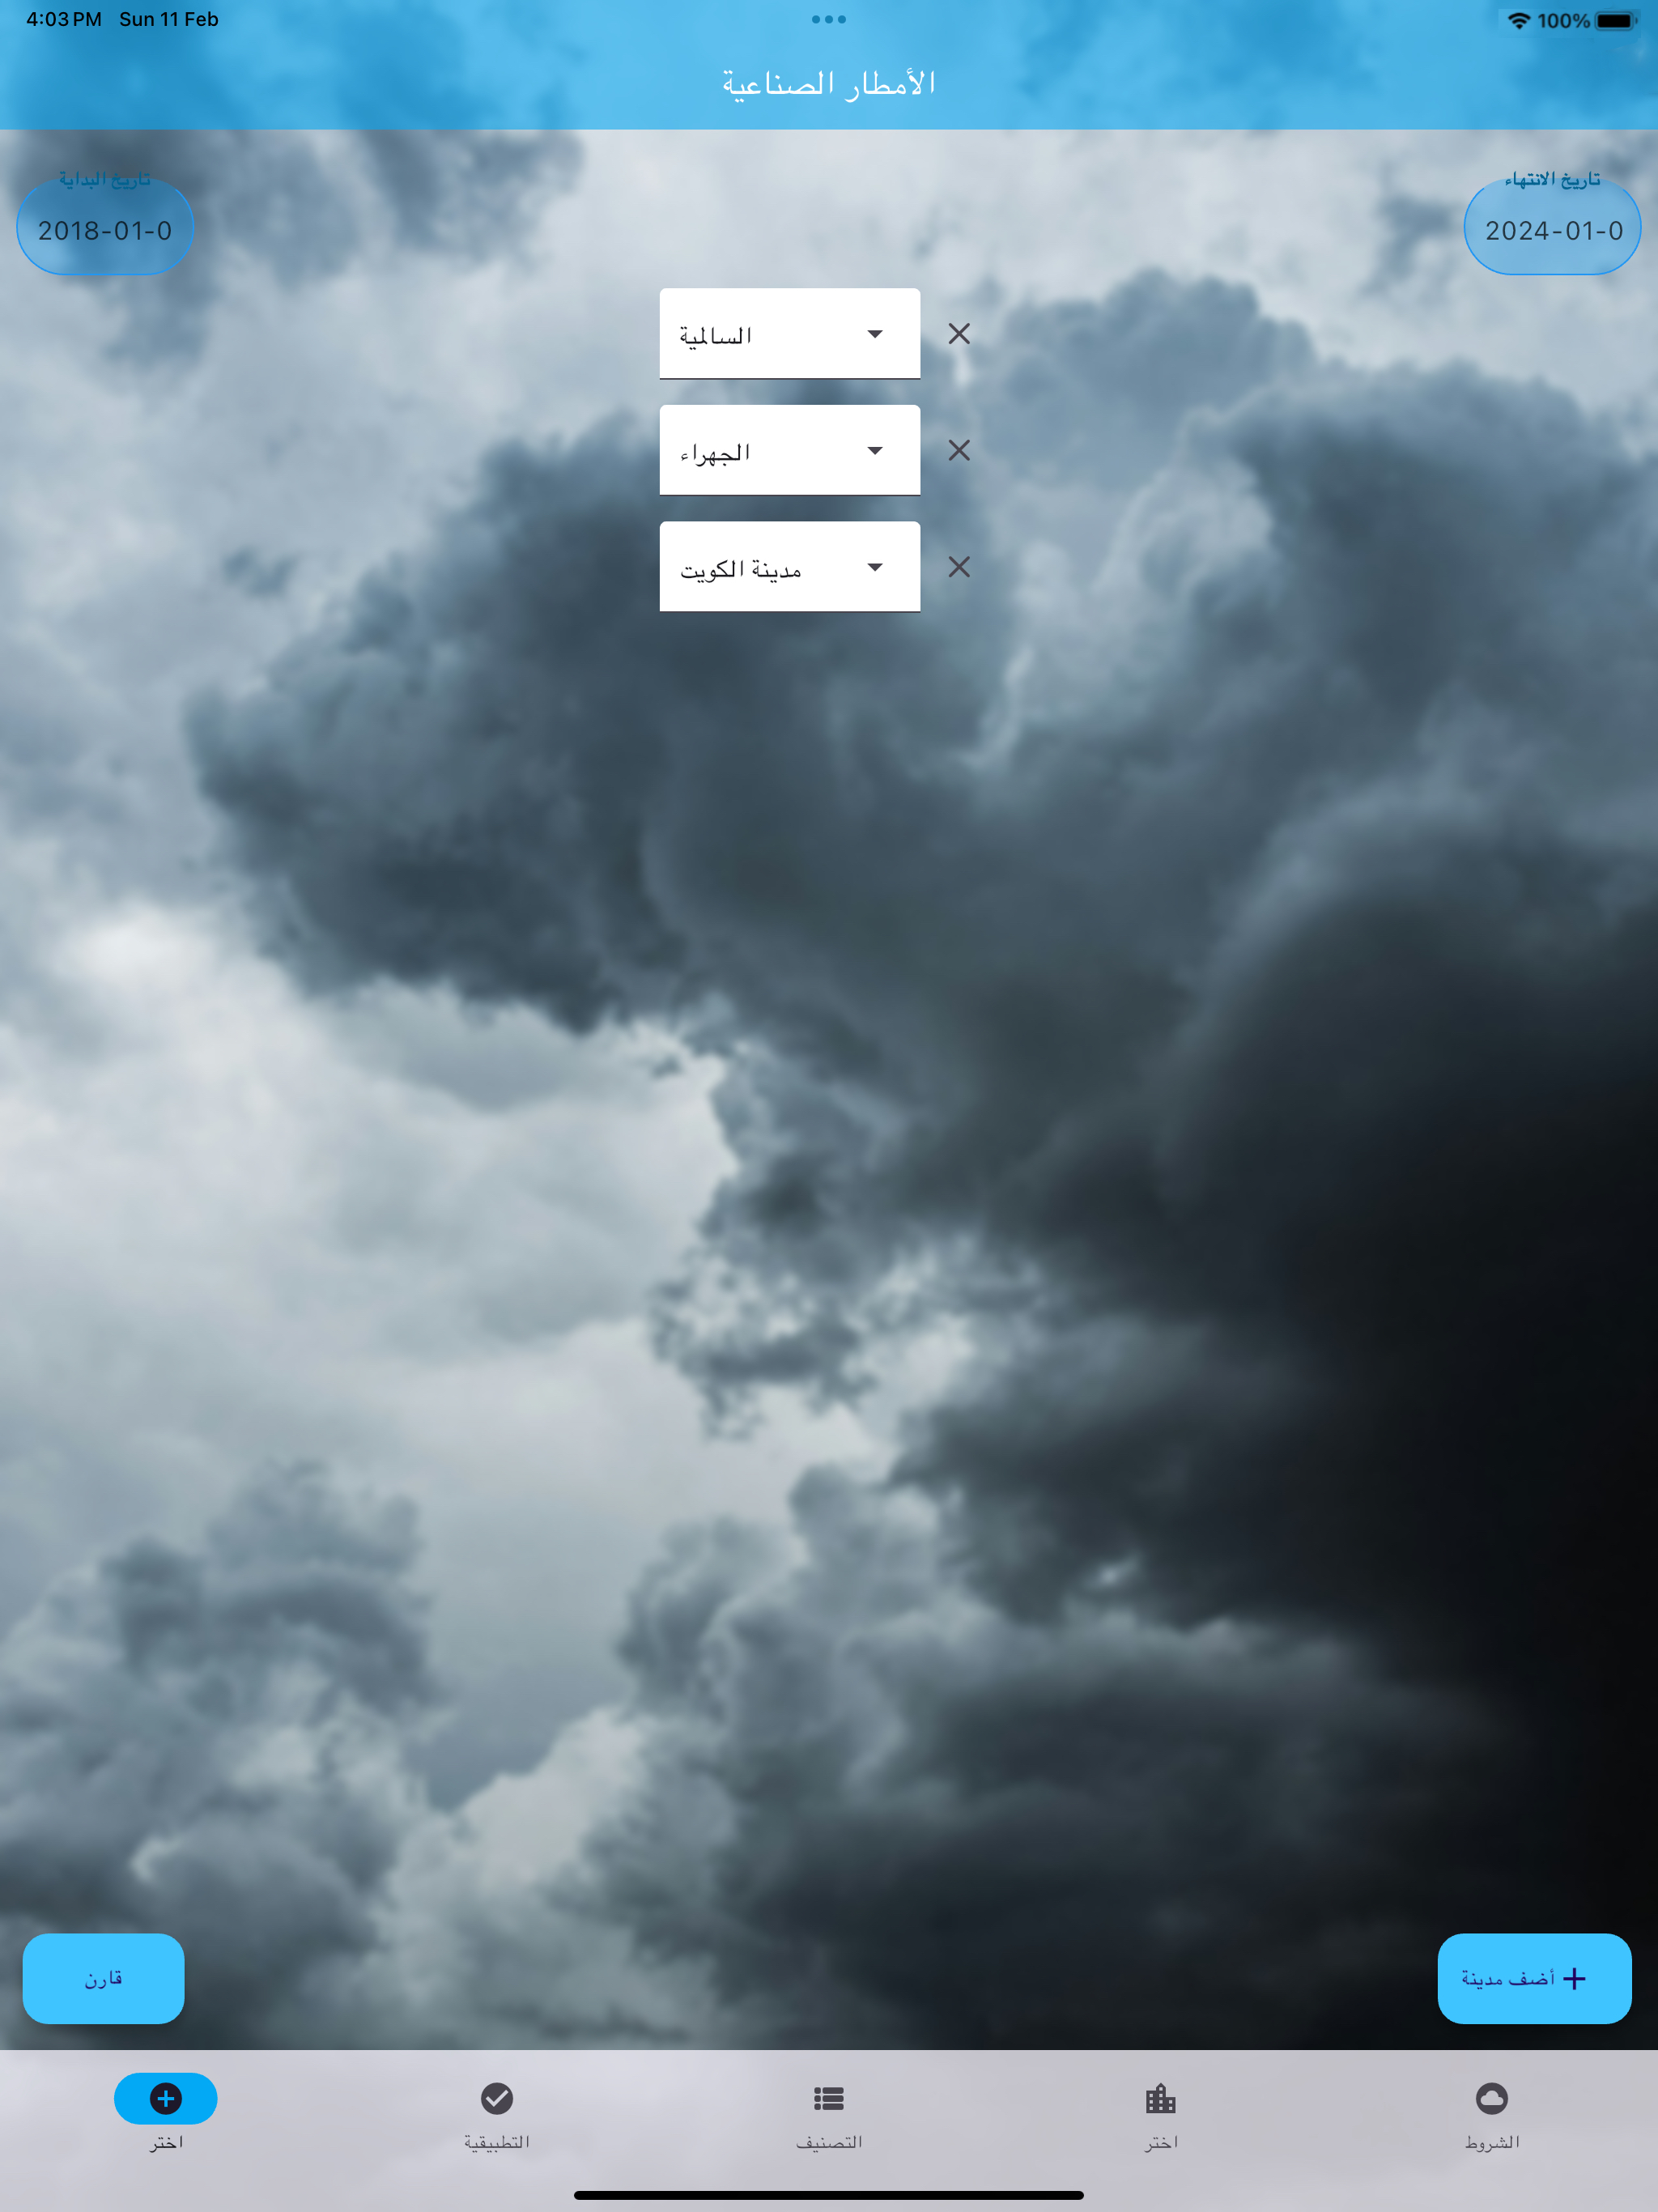 4:03 PM Sun 11 Feb
100%
الأمطار الصناعية
تاريخ البداية
2018-01-0
تاريخ الانتهاء
2024-01-0
السالمية
الجهراء
مدينة الكويت
قارن
أضف مدينة
اختر
التطبيقية
التصنيف
اختر
الشروط